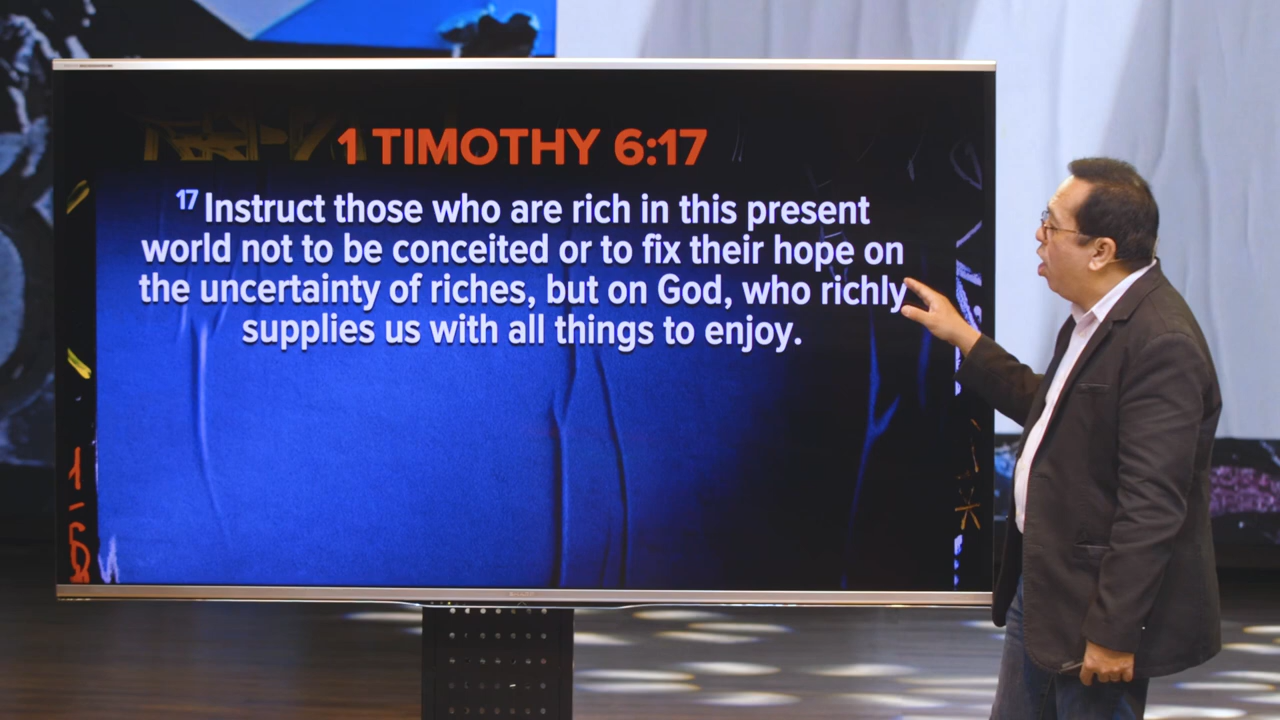 1 TIMOTHY 6:17
17 Instruct those who are rich in this present
world not to be conceited or to fix their hope on
the uncertainty of riches, but on God, who richly
supplies us with all things to enjoy.